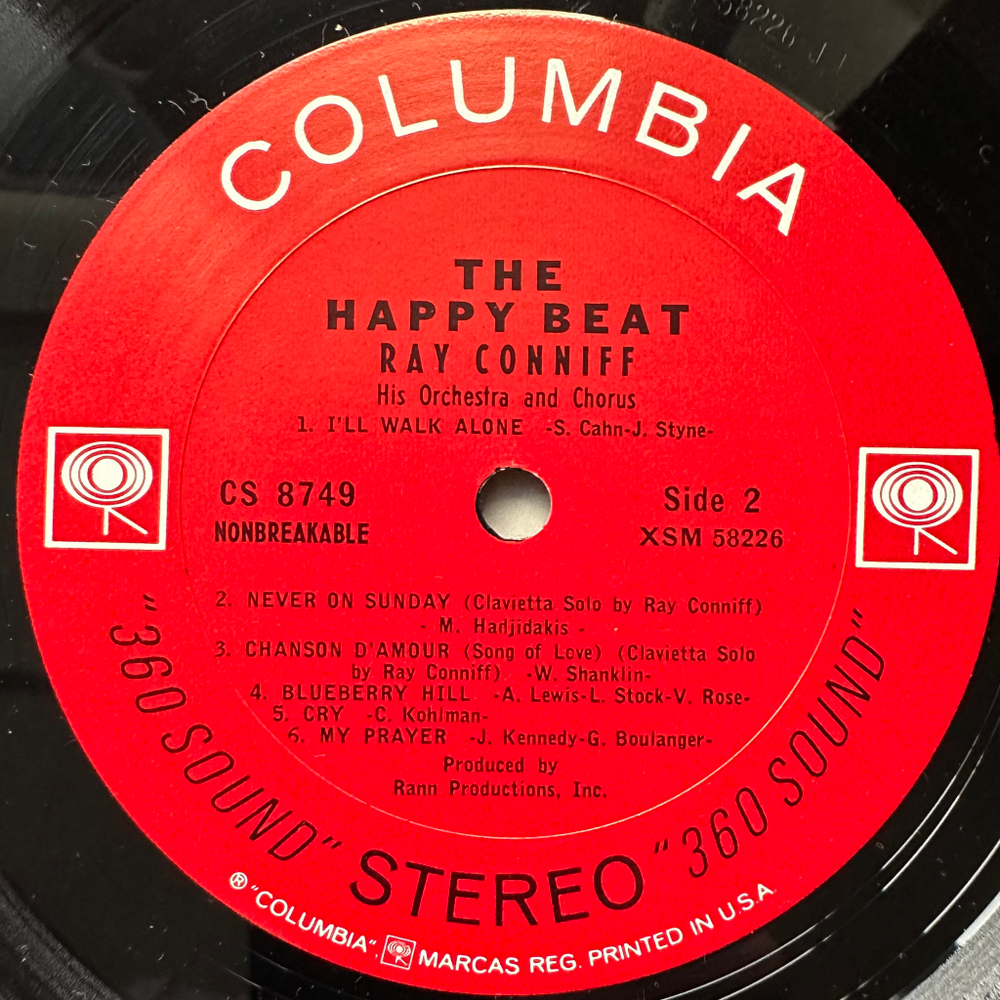 58226 J 1
COLUMBIA
THE
HAPPY BEAT
RAY CONNIFF
His Orchestra and Chorus
1. I'LL WALK ALONE -S. Cahn-J. Styne-
CS 8749
NONBREAKABLE
Side 2
XSM 58226
2. NEVER ON SUNDAY (Clavietta Solo by Ray Conniff)
- M. Hadjidakis -
3. CHANSON D'AMOUR (Song of Love) (Clavietta Solo
by Ray Conniff) -W. Shanklin-
4. BLUEBERRY HILL -A. Lewis-L. Stock-V. Rose-
5. CRY -C. Kohlman-
6. MY PRAYER -J. Kennedy-G. Boulanger-
Produced by
Rann Productions, Inc.
"360 SOUND" STEREO "360 SOUND"
® "COLUMBIA", MARCAS REG. PRINTED IN U.S.A.